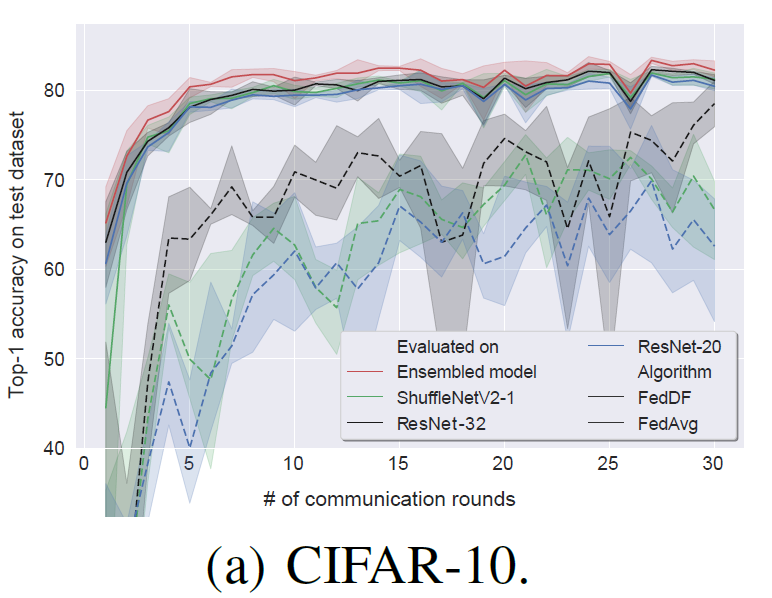 Top-1 accuracy on test dataset
80
70
60
50
40
0 5 10 15 20 25 30
# of communication rounds
Evaluated on
Ensembled model
ShuffleNetV2-1
ResNet-32
ResNet-20
Algorithm
FedDF
FedAvg
(a) CIFAR-10.